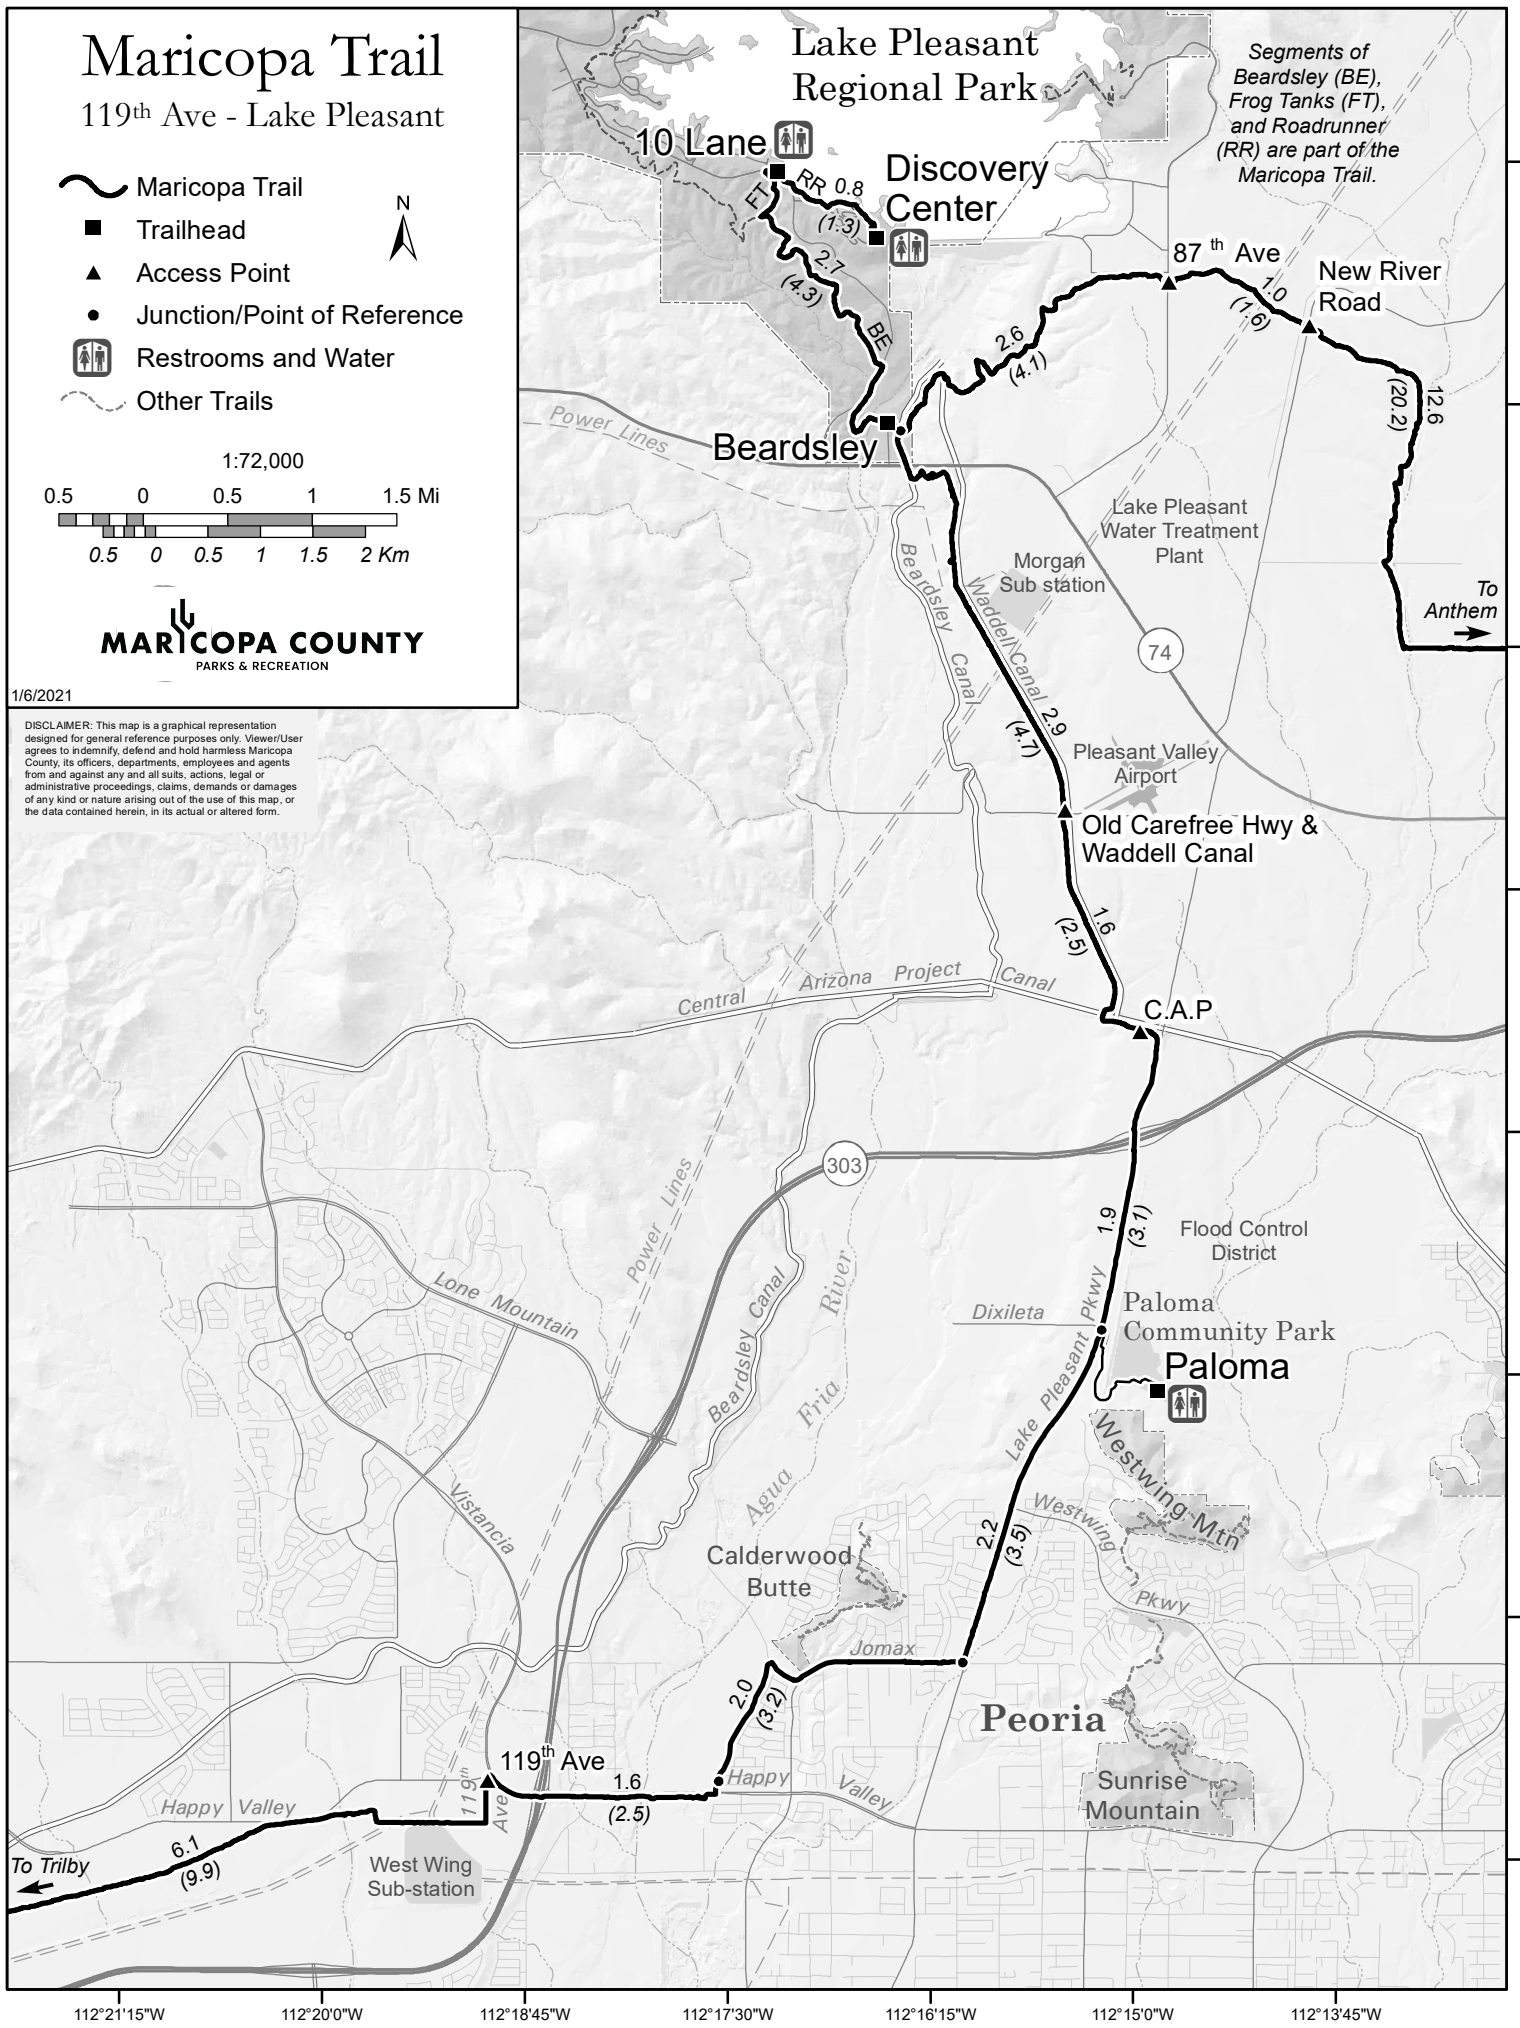 Maricopa Trail
119th Ave - Lake Pleasant
Maricopa Trail
Trailhead
Access Point
Junction/Point of Reference
Restrooms and Water
Other Trails
N
1:72,000
0.5 0 0.5 1 1.5 Mi
0.5 0 0.5 1 1.5 2 Km
MARICOPA COUNTY
PARKS & RECREATION
1/6/2021
DISCLAIMER: This map is a graphical representation
designed for general reference purposes only. Viewer/User
agrees to indemnify, defend and hold harmless Maricopa
County, its officers, departments, employees and agents
from and against any and all suits, actions, legal or
administrative proceedings, claims, demands or damages
of any kind or nature arising out of the use of this map, or
the data contained herein, in its actual or altered form.
Lake Pleasant
Regional Park
Segments of
Beardsley (BE),
Frog Tanks (FT),
and Roadrunner
(RR) are part of the
Maricopa Trail.
10 Lane
RR 0.8
(1.3)
FT
Discovery
Center
2.7
(4.3)
BE
87th Ave
1.0
(1.6)
New River
Road
2.6
(4.1)
12.6
(20.2)
Power Lines
Beardsley
Lake Pleasant
Water Treatment
Plant
Morgan
Sub station
To
Anthem
74
Beardsley Canal
Waddell Canal
2.9
(4.7)
Pleasant Valley
Airport
Old Carefree Hwy &
Waddell Canal
1.6
(2.5)
Central Arizona Project Canal
C.A.P
303
Power Lines
1.9
(3.1)
Flood Control
District
Lone Mountain
Beardsley Canal
Agua Fria River
Dixileta
Lake Pleasant Pkwy
Paloma
Community Park
Paloma
Westwing Mtn
Westwing Pkwy
2.2
(3.5)
Vistancia
Calderwood
Butte
Jomax
2.0
(3.2)
Peoria
Sunrise
Mountain
119th Ave
119th
Ave
1.6
(2.5)
Happy Valley
Happy Valley
6.1
(9.9)
To Trilby
West Wing
Sub-station
112°21'15"W 112°20'0"W 112°18'45"W 112°17'30"W 112°16'15"W 112°15'0"W 112°13'45"W